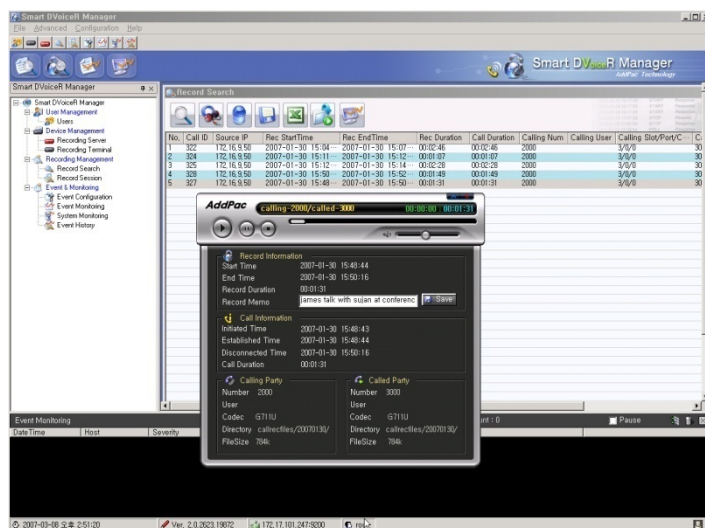 Smart DVoiceR Manager
File Advanced Configuration Help
Smart DVoiceR Manager
AddPac Technology
Smart DVoiceR Manager
Smart DVoiceR Manager
User Management
Users
Device Management
Recording Server
Recording Terminal
Recording Management
Record Search
Record Session
Event & Monitoring
Event Configuration
Event Monitoring
System Monitoring
Event History
Record Search
No. Call ID Source IP Rec StartTime Rec EndTime Rec Duration Call Duration Calling Num Calling User Calling Slot/Port/C...
1 322 172,16,9,50 2007-01-30 15:04... 2007-01-30 15:07... 00:02:46 00:02:46 2000 3/0/0 30
2 324 172,16,9,50 2007-01-30 15:11... 2007-01-30 15:12... 00:01:07 00:01:07 2000 3/0/0 30
3 325 172,16,9,50 2007-01-30 15:12... 2007-01-30 15:14... 00:02:28 00:02:28 2000 3/0/0 30
4 328 172,16,9,50 2007-01-30 15:50... 2007-01-30 15:52... 00:01:49 00:01:49 2000 3/0/0 30
5 327 172,16,9,50 2007-01-30 15:48... 2007-01-30 15:50... 00:01:31 00:01:31 2000 3/0/0 30
AddPac calling-2000/called-3000 00:00:00 00:01:31
Record Information
Start Time 2007-01-30 15:48:44
End Time 2007-01-30 15:50:16
Record Duration 00:01:31
Record Memo james talk with sujan at conferenc Save
Call Information
Initiated Time 2007-01-30 15:48:43
Established Time 2007-01-30 15:48:44
Disconnected Time 2007-01-30 15:50:16
Call Duration 00:01:31
Calling Party
Number 2000
User
Codec G711U
Directory callrecfiles/20070130/
FileSize 784k
Called Party
Number 3000
User
Codec G711U
Directory callrecfiles/20070130/
FileSize 784k
Event Monitoring
: 0 Pause
DateTime Host Severity
2007-03-08 오후 2:51:20 Ver. 2.0.2623.19872 172.17.101.247:9200